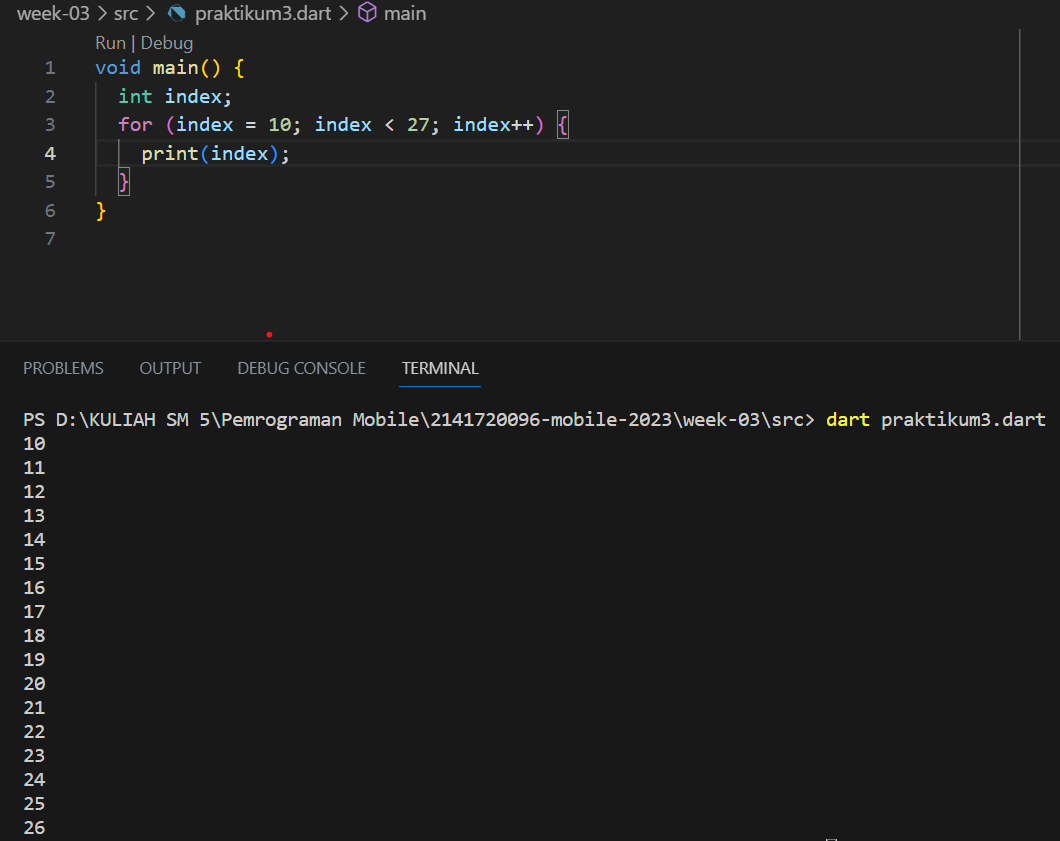 week-03 > src > praktikum3.dart > main
Run | Debug
1 void main() {
2   int index;
3   for (index = 10; index < 27; index++) {
4     print(index);
5   }
6 }
7
PROBLEMS OUTPUT DEBUG CONSOLE TERMINAL
PS D:\KULIAH SM 5\Pemrograman Mobile\2141720096-mobile-2023\week-03\src> dart praktikum3.dart
10
11
12
13
14
15
16
17
18
19
20
21
22
23
24
25
26